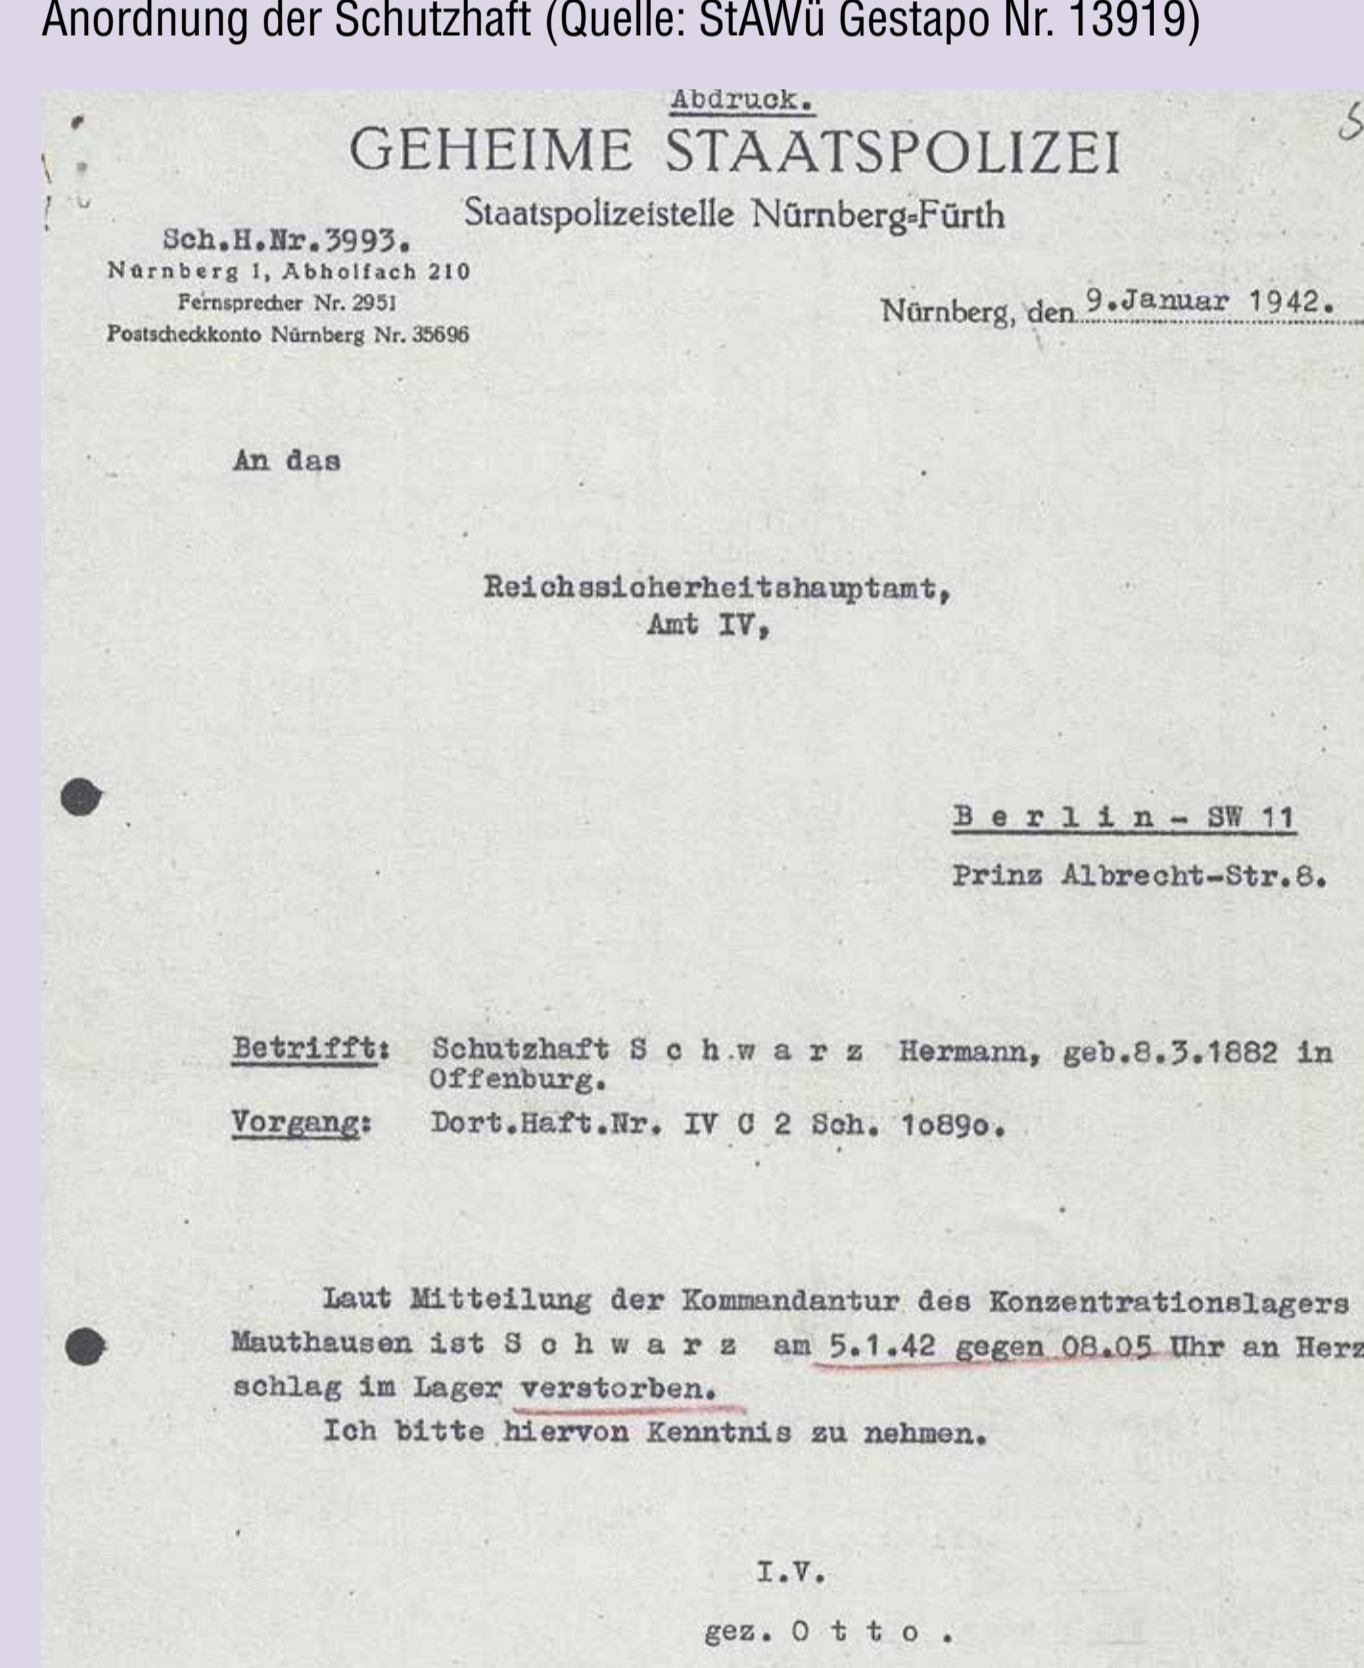 Anordnung der Schutzhaft (Quelle: StAWü Gestapo Nr. 13919)
Abdruck.
GEHEIME STAATSPOLIZEI
Staatspolizeistelle Nürnberg-Fürth
Sch.H.Nr.3993.
Nürnberg 1, Abholfach 210
Fernsprecher Nr. 2951
Postscheckkonto Nürnberg Nr. 35696
Nürnberg, den 9.Januar 1942.
An das
Reichssicherheitshauptamt,
Amt IV,
B e r l i n - SW 11
Prinz Albrecht-Str.8.
Betrifft: Schutzhaft S c h w a r z Hermann, geb.8.3.1882 in
Offenburg.
Vorgang: Dort.Haft.Nr. IV C 2 Sch. 1o89o.
Laut Mitteilung der Kommandantur des Konzentrationslagers
Mauthausen ist S c h w a r z am 5.1.42 gegen 08.05 Uhr an Herz
schlag im Lager verstorben.
Ich bitte hiervon Kenntnis zu nehmen.
I.V.
gez. O t t o .